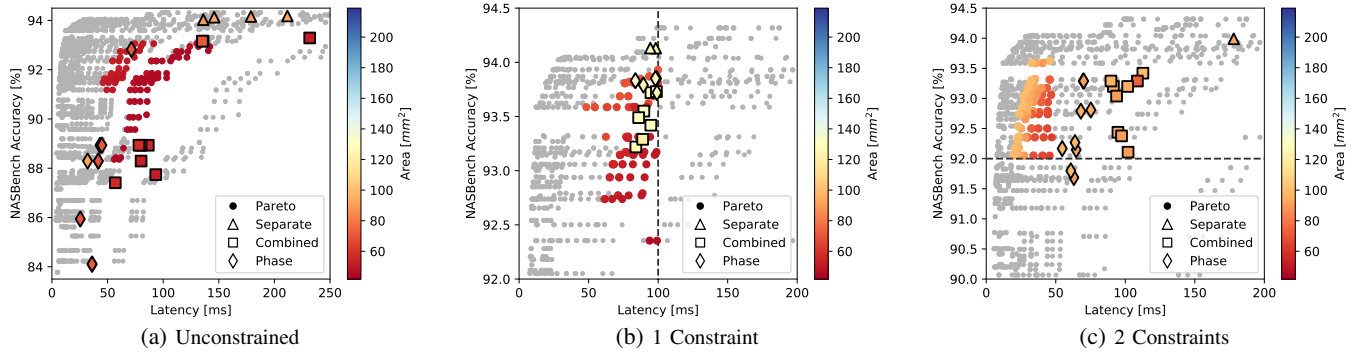 94
92
90
88
86
84
0
50
100
150
200
250
NASBench Accuracy [%]
Latency [ms]
Pareto
Separate
Combined
Phase
200
180
160
140
120
100
80
60
Area [mm²]
(a) Unconstrained
94.5
94.0
93.5
93.0
92.5
92.0
0
50
100
150
200
NASBench Accuracy [%]
Latency [ms]
Pareto
Separate
Combined
Phase
200
180
160
140
120
100
80
60
Area [mm²]
(b) 1 Constraint
94.5
94.0
93.5
93.0
92.5
92.0
91.5
91.0
90.5
90.0
0
50
100
150
200
NASBench Accuracy [%]
Latency [ms]
Pareto
Separate
Combined
Phase
200
180
160
140
120
100
80
60
Area [mm²]
(c) 2 Constraints